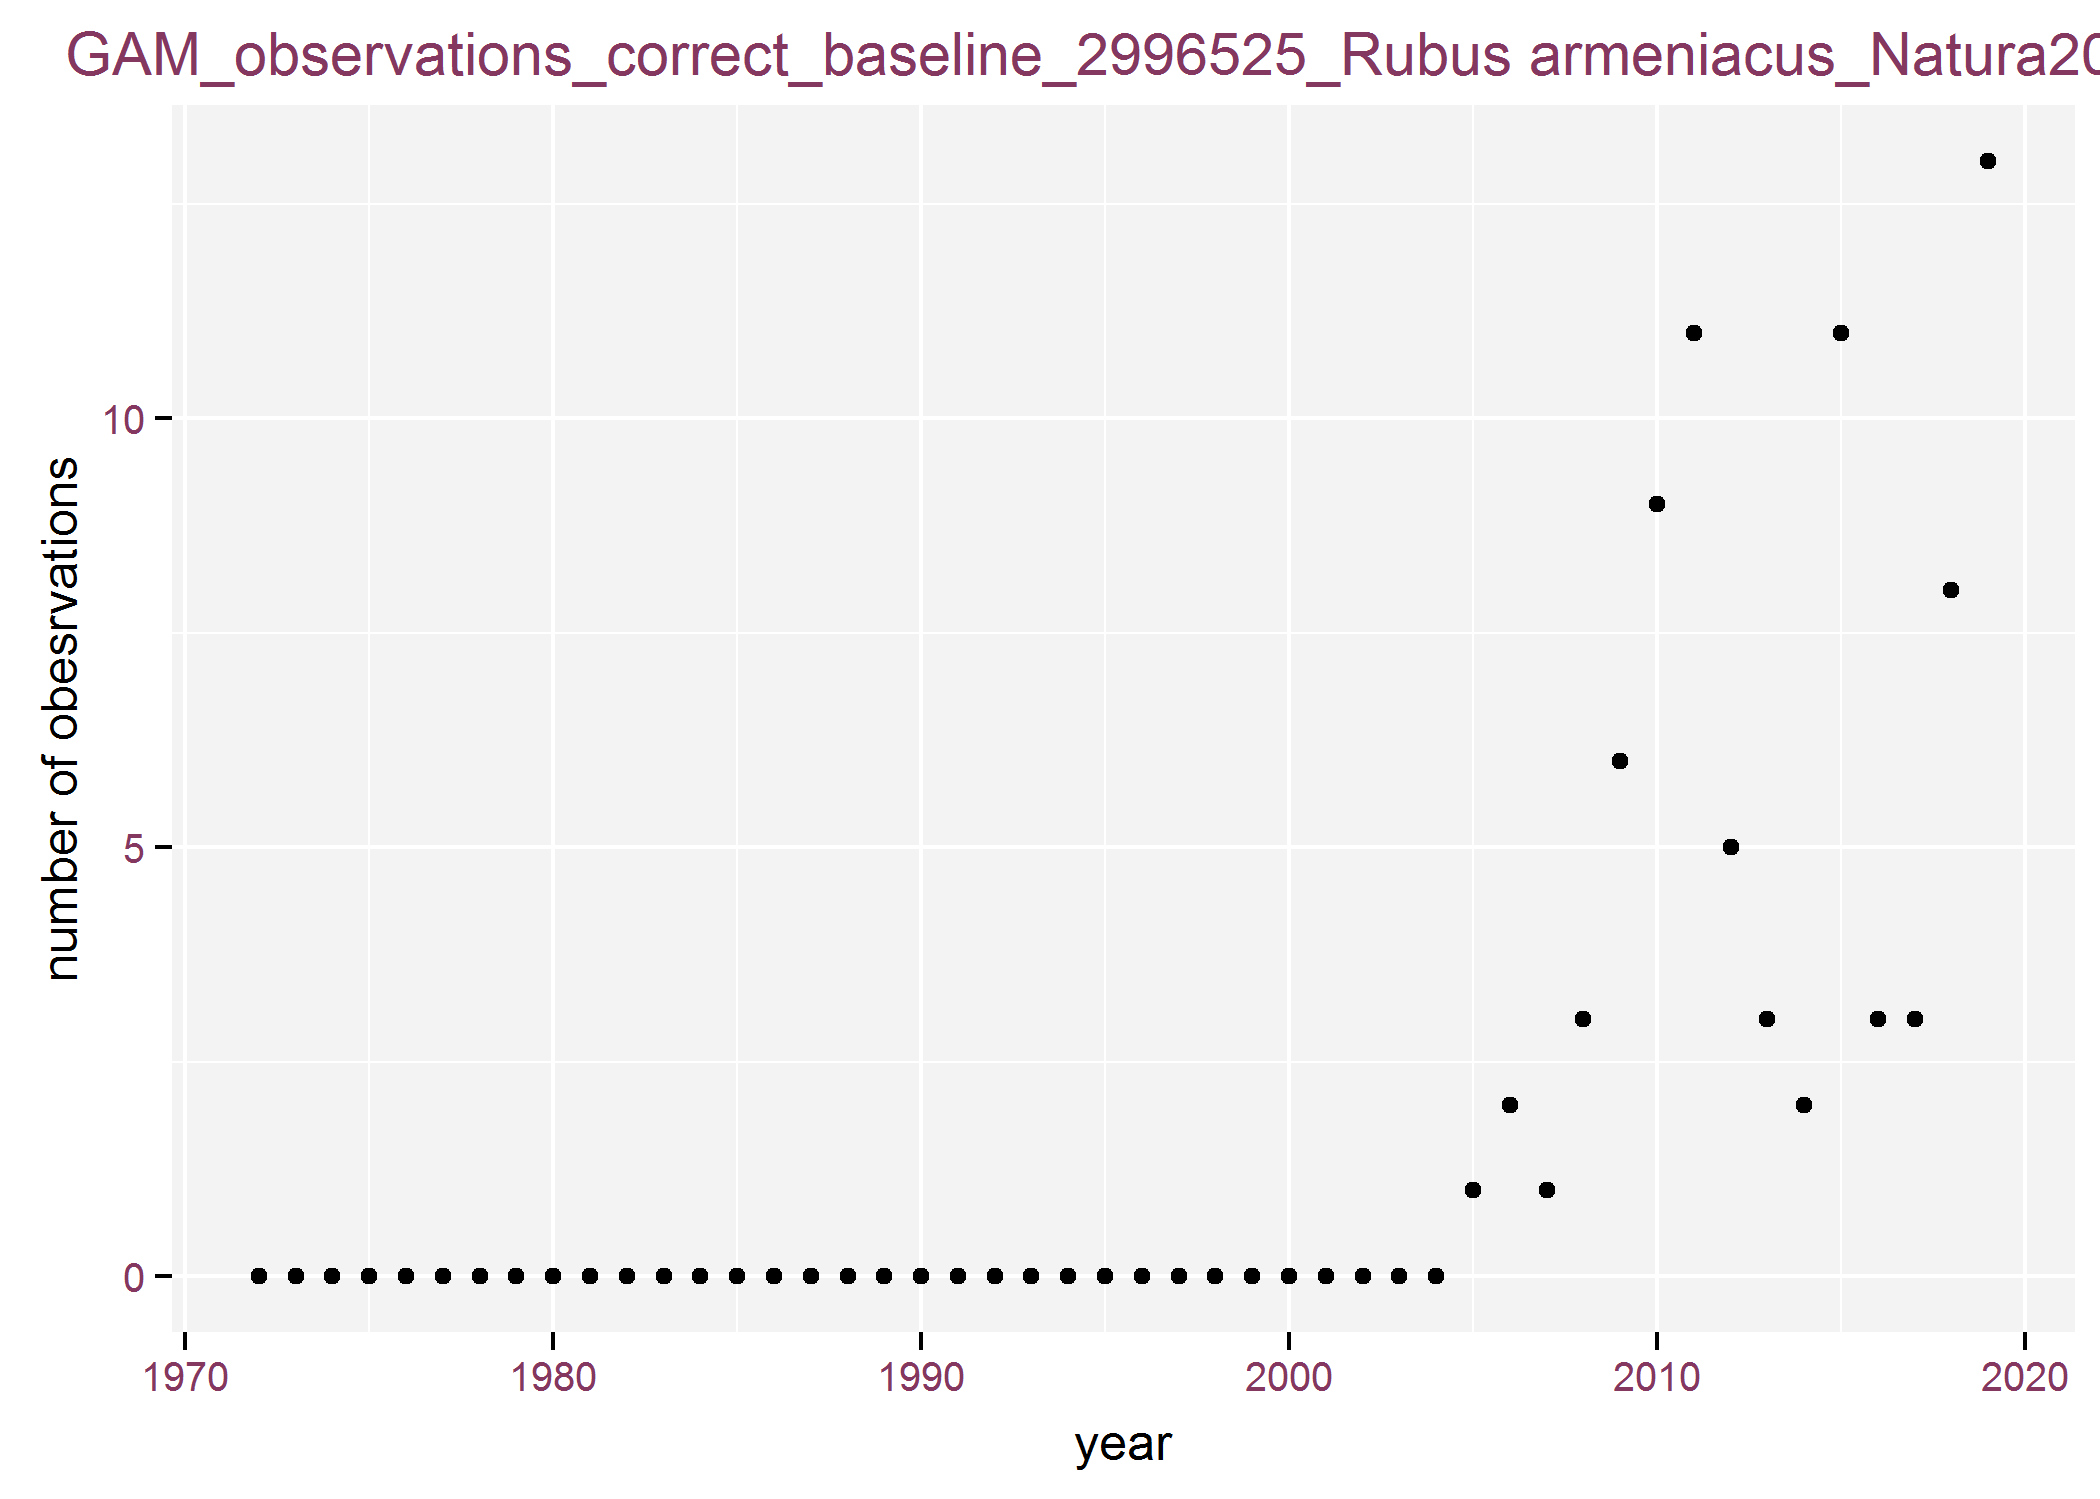 GAM_observations_correct_baseline_2996525_Rubus armeniacus_Natura20
number of obesrvations
10
5
0
1970 1980 1990 2000 2010 2020
year